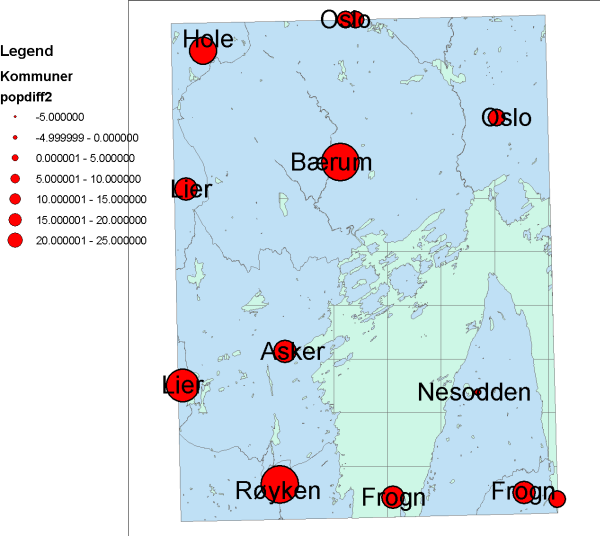 Legend
Kommuner
popdiff2
-5.000000
-4.999999 - 0.000000
0.000001 - 5.000000
5.000001 - 10.000000
10.000001 - 15.000000
15.000001 - 20.000000
20.000001 - 25.000000
Oslo
Hole
Oslo
Bærum
Lier
Asker
Lier
Nesodden
Røyken
Frogn
Frogn